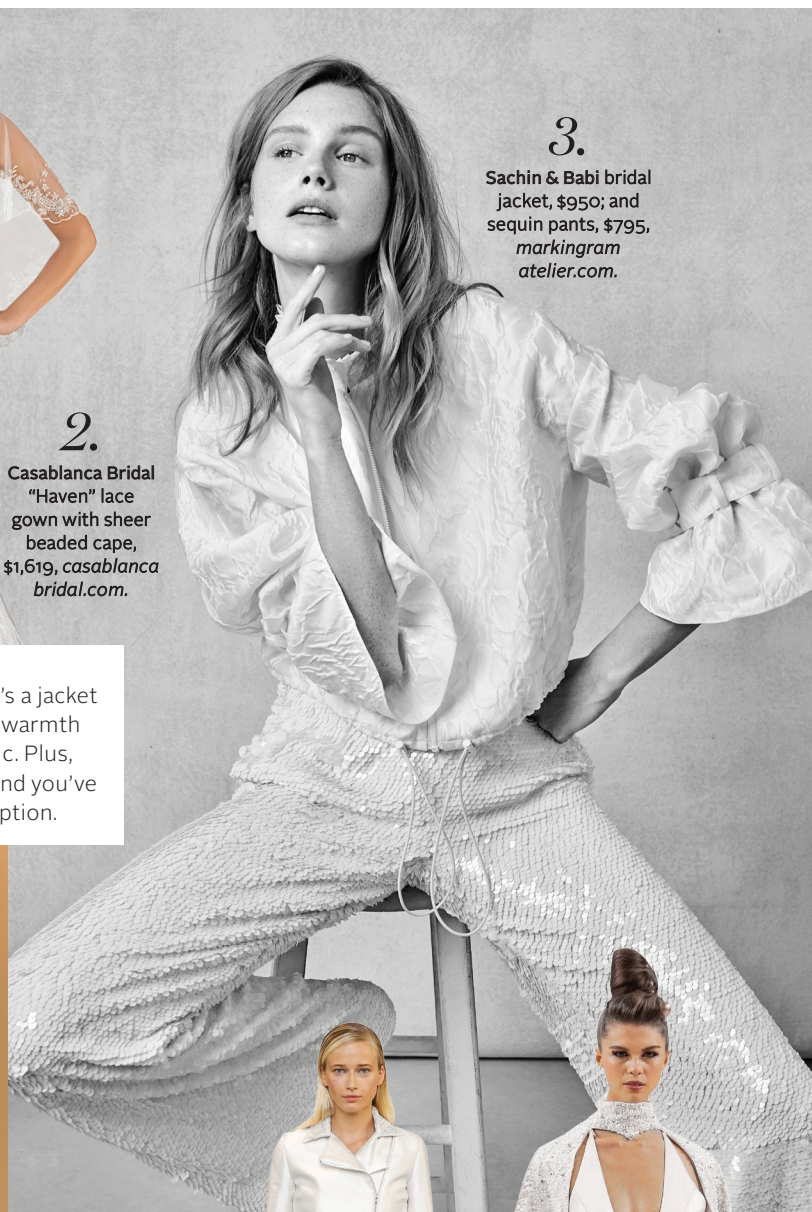 3.
Sachin & Babi bridal
jacket, $950; and
sequin pants, $795,
markingram
atelier.com.
2.
Casablanca Bridal
“Haven” lace
gown with sheer
beaded cape,
$1,619, casablanca
bridal.com.
’s a jacket
warmth
c. Plus,
nd you’ve
ption.